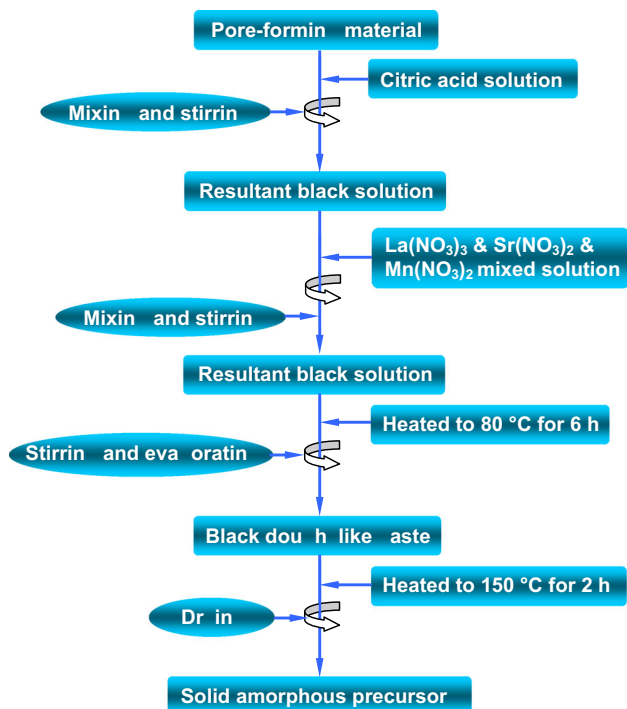 Pore-formin material
Citric acid solution
Mixin and stirrin
Resultant black solution
La(NO₃)₃ & Sr(NO₃)₂ &
Mn(NO₃)₂ mixed solution
Mixin and stirrin
Resultant black solution
Heated to 80 °C for 6 h
Stirrin and eva oratin
Black dou h like aste
Heated to 150 °C for 2 h
Dr in
Solid amorphous precursor